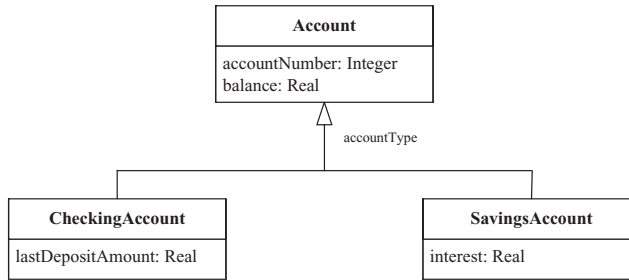 Account
accountNumber: Integer
balance: Real
accountType
CheckingAccount
lastDepositAmount: Real
SavingsAccount
interest: Real